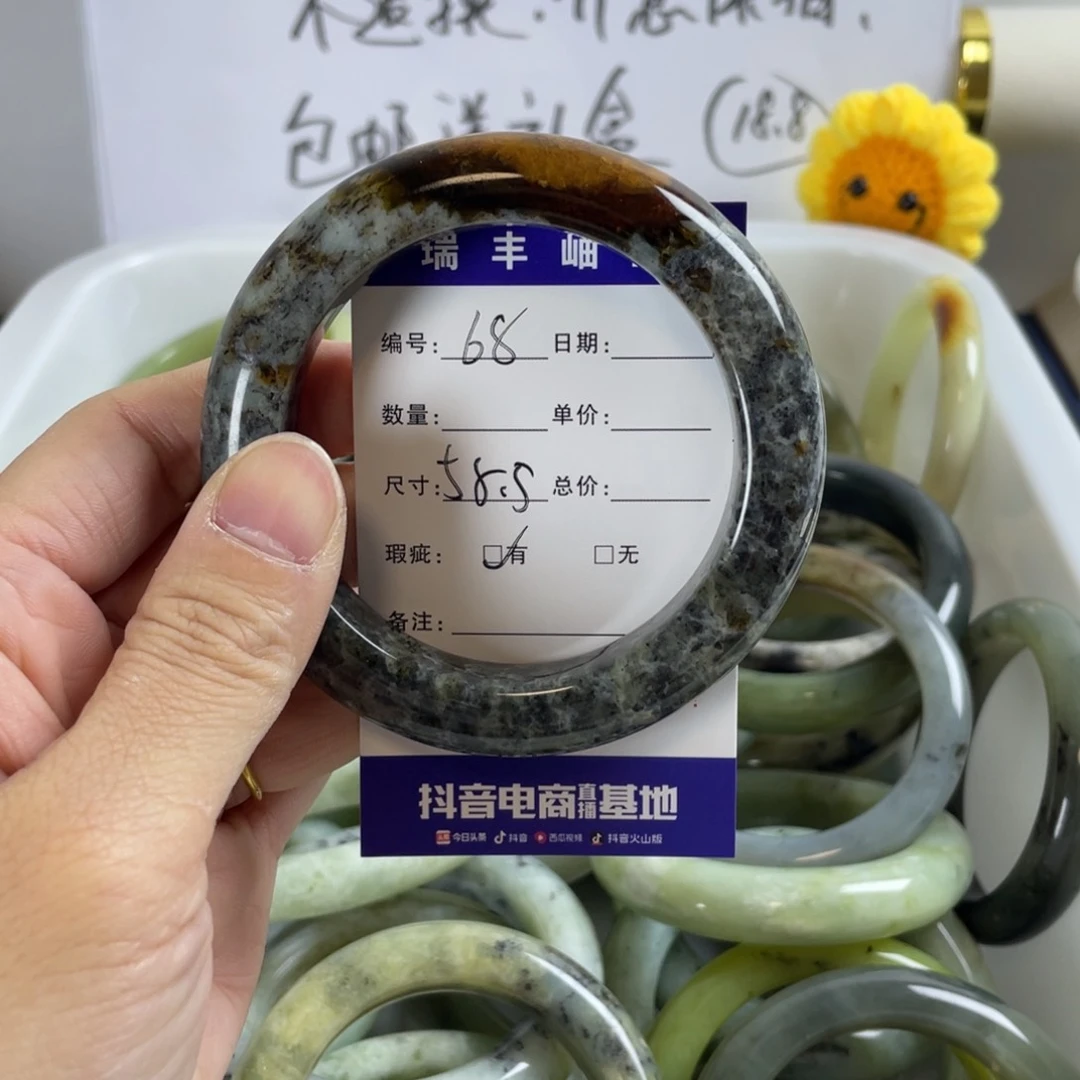 包邮送礼盒 (18.8)
瑞丰岫
编号: 68 日期:
数量: 单价:
尺寸: 58.5 总价:
瑕疵: ☑有 □无
备注:
抖音电商直播基地
头条 今日头条 抖音 西瓜视频 抖音火山版